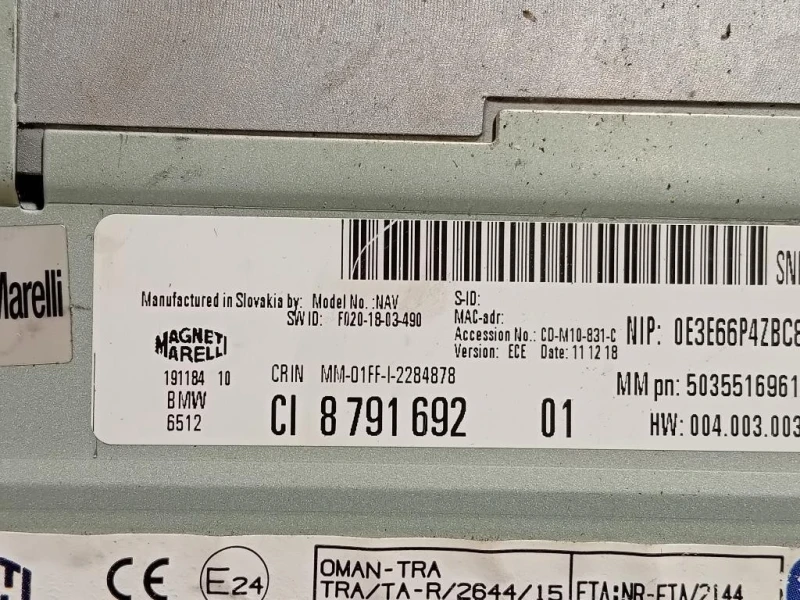 SN
Marelli
Manufactured in Slovakia by: Model No.:NAV S-ID:
SW ID: F020-18-03-490 MAC-adr:
Accession No.: CD-M10-831-C NIP: 0E3E66P4ZBC8
MAGNETI
MARELLI
Version: ECE Date: 11 12 18
191184 10 CRIN MM-01FF-I-2284878 MM pn: 5035516961
BMW
6512 CI 8 791 692 01 HW: 004.003.003
TI CE E24 OMAN-TRA
TRA/TA-R/2644/15 ETA:NR-ETA/2144